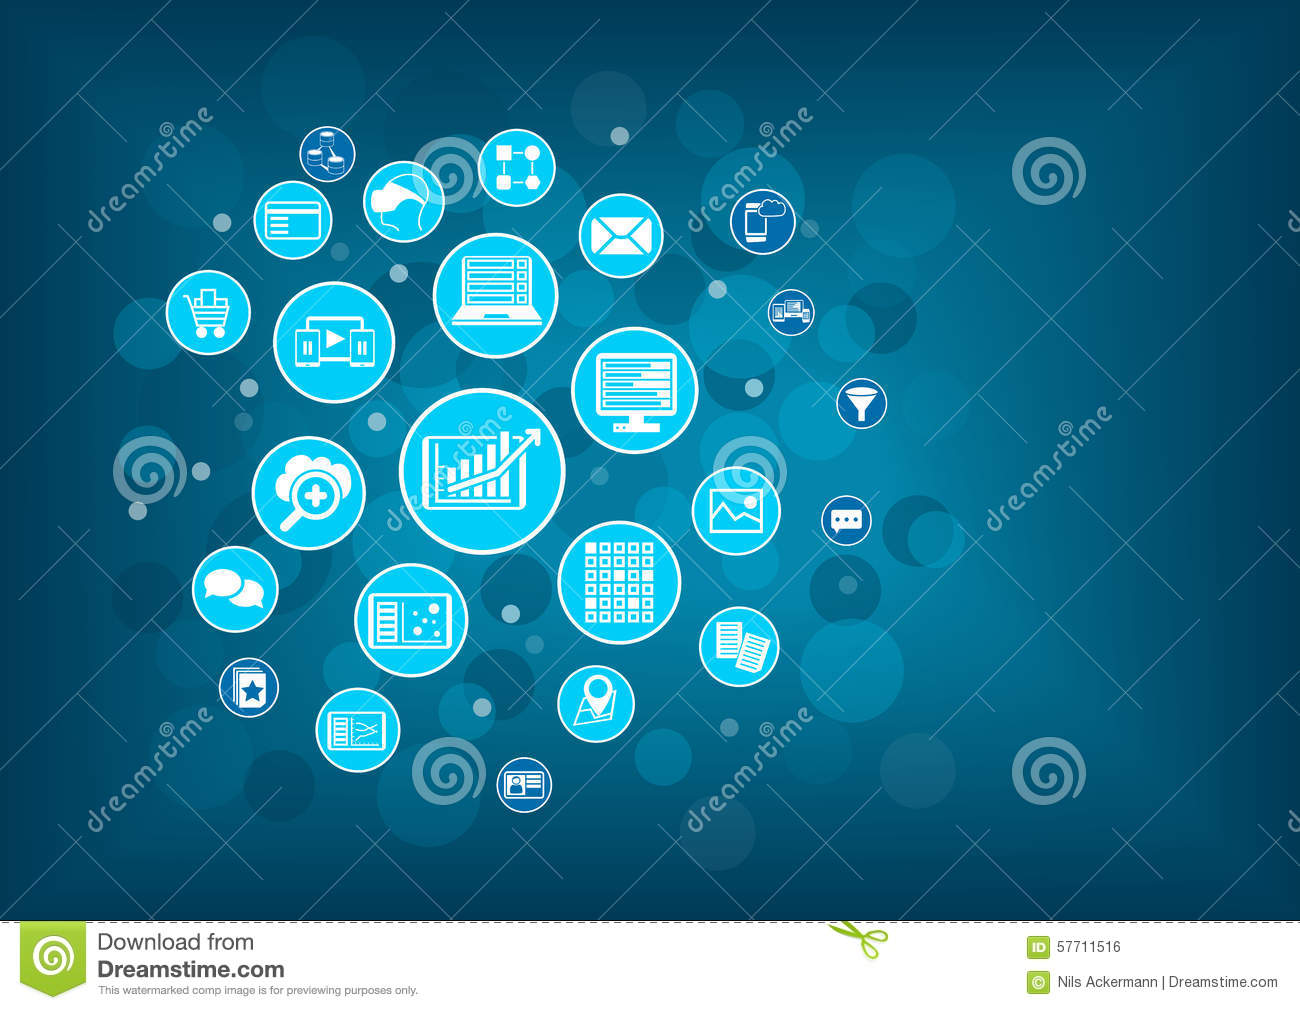 dreamstime
dreamstime
dreamstime
dreamstime
dreamstime
dreamstime
dreamstime
Download from
Dreamstime.com
This watermarked comp image is for previewing purposes only.
ID 57711516
© Nils Ackermann | Dreamstime.com